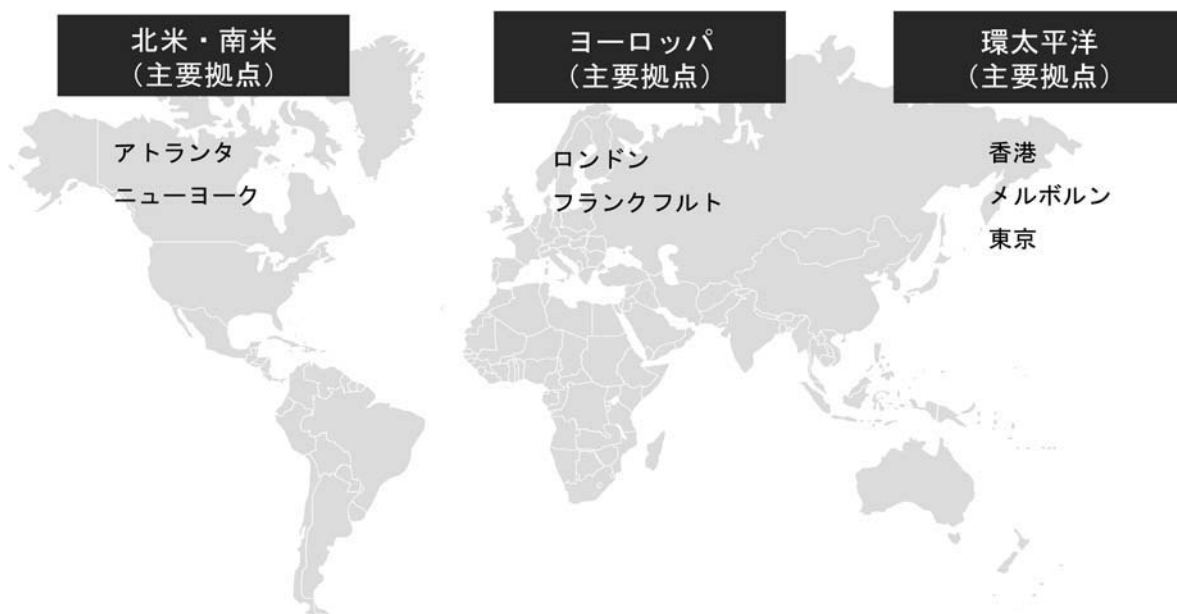 北米・南米
（主要拠点）
アトランタ
ニューヨーク
ヨーロッパ
（主要拠点）
ロンドン
フランクフルト
環太平洋
（主要拠点）
香港
メルボルン
東京